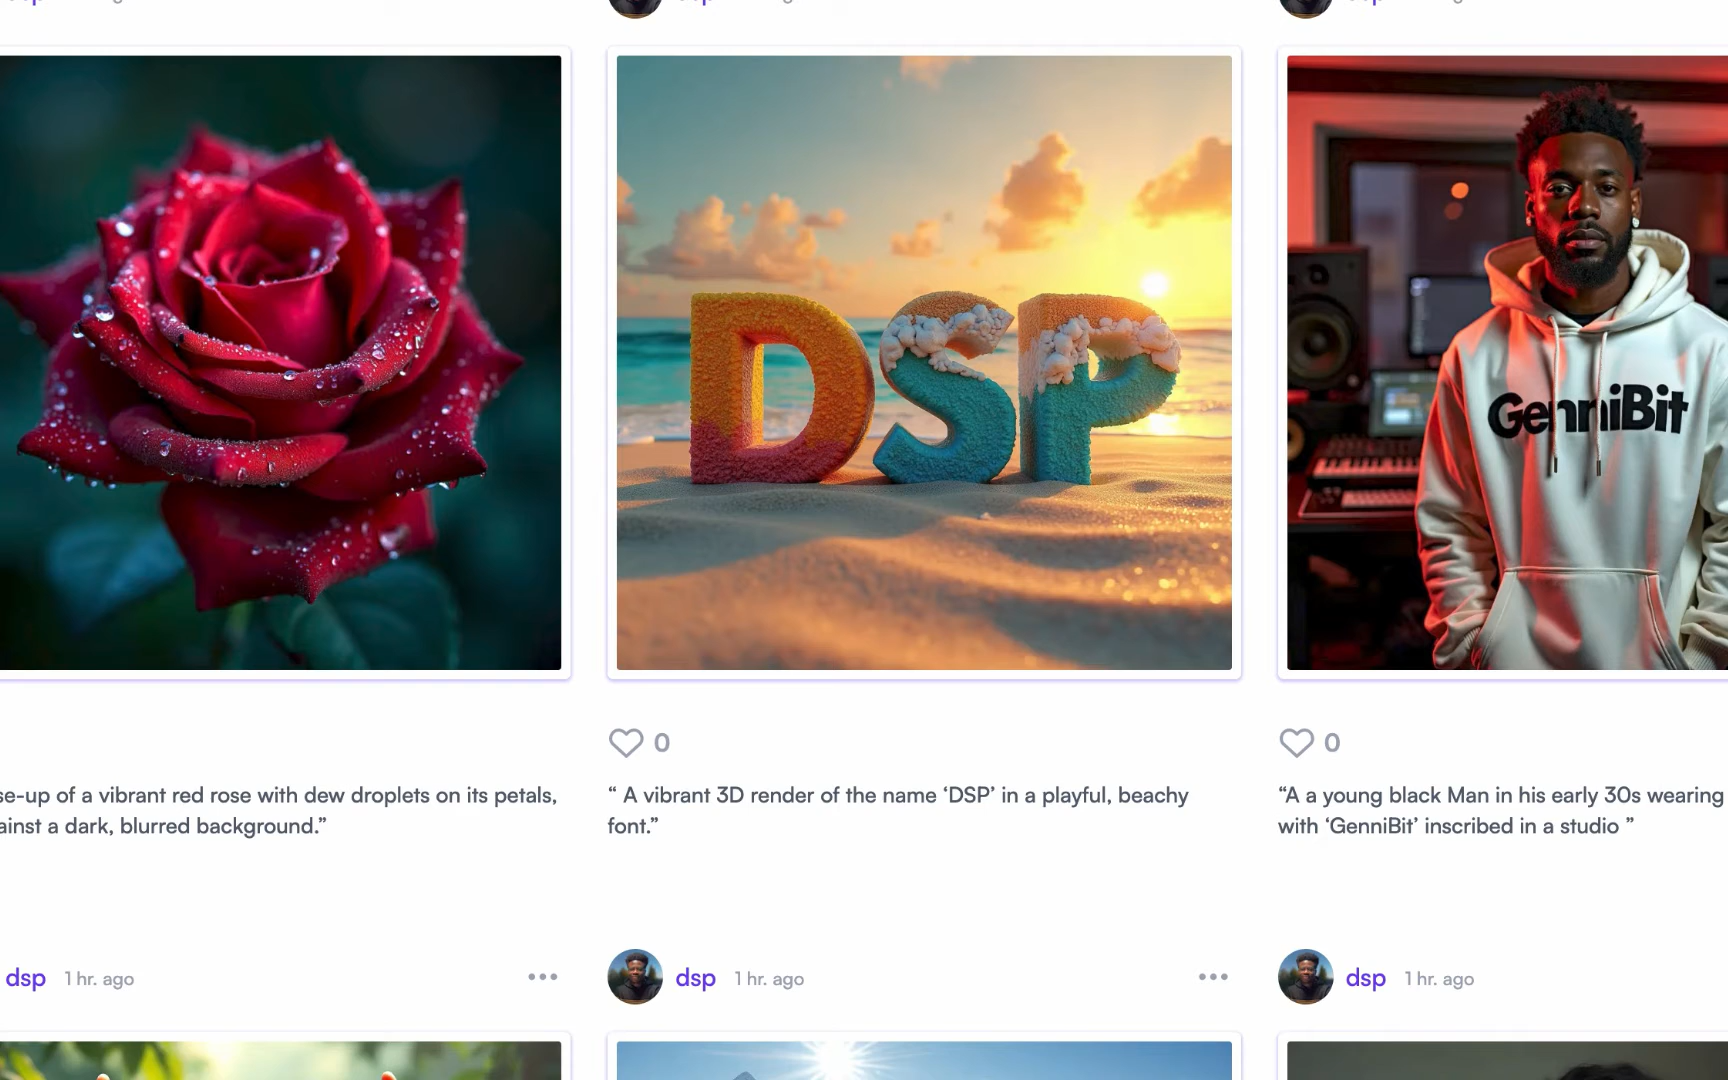 DSP
GenniBit
0
0
se-up of a vibrant red rose with dew droplets on its petals,
ainst a dark, blurred background.”
“ A vibrant 3D render of the name ‘DSP’ in a playful, beachy
font.”
“A a young black Man in his early 30s wearing
with ‘GenniBit’ inscribed in a studio ”
dsp 1 hr. ago
dsp 1 hr. ago
dsp 1 hr. ago